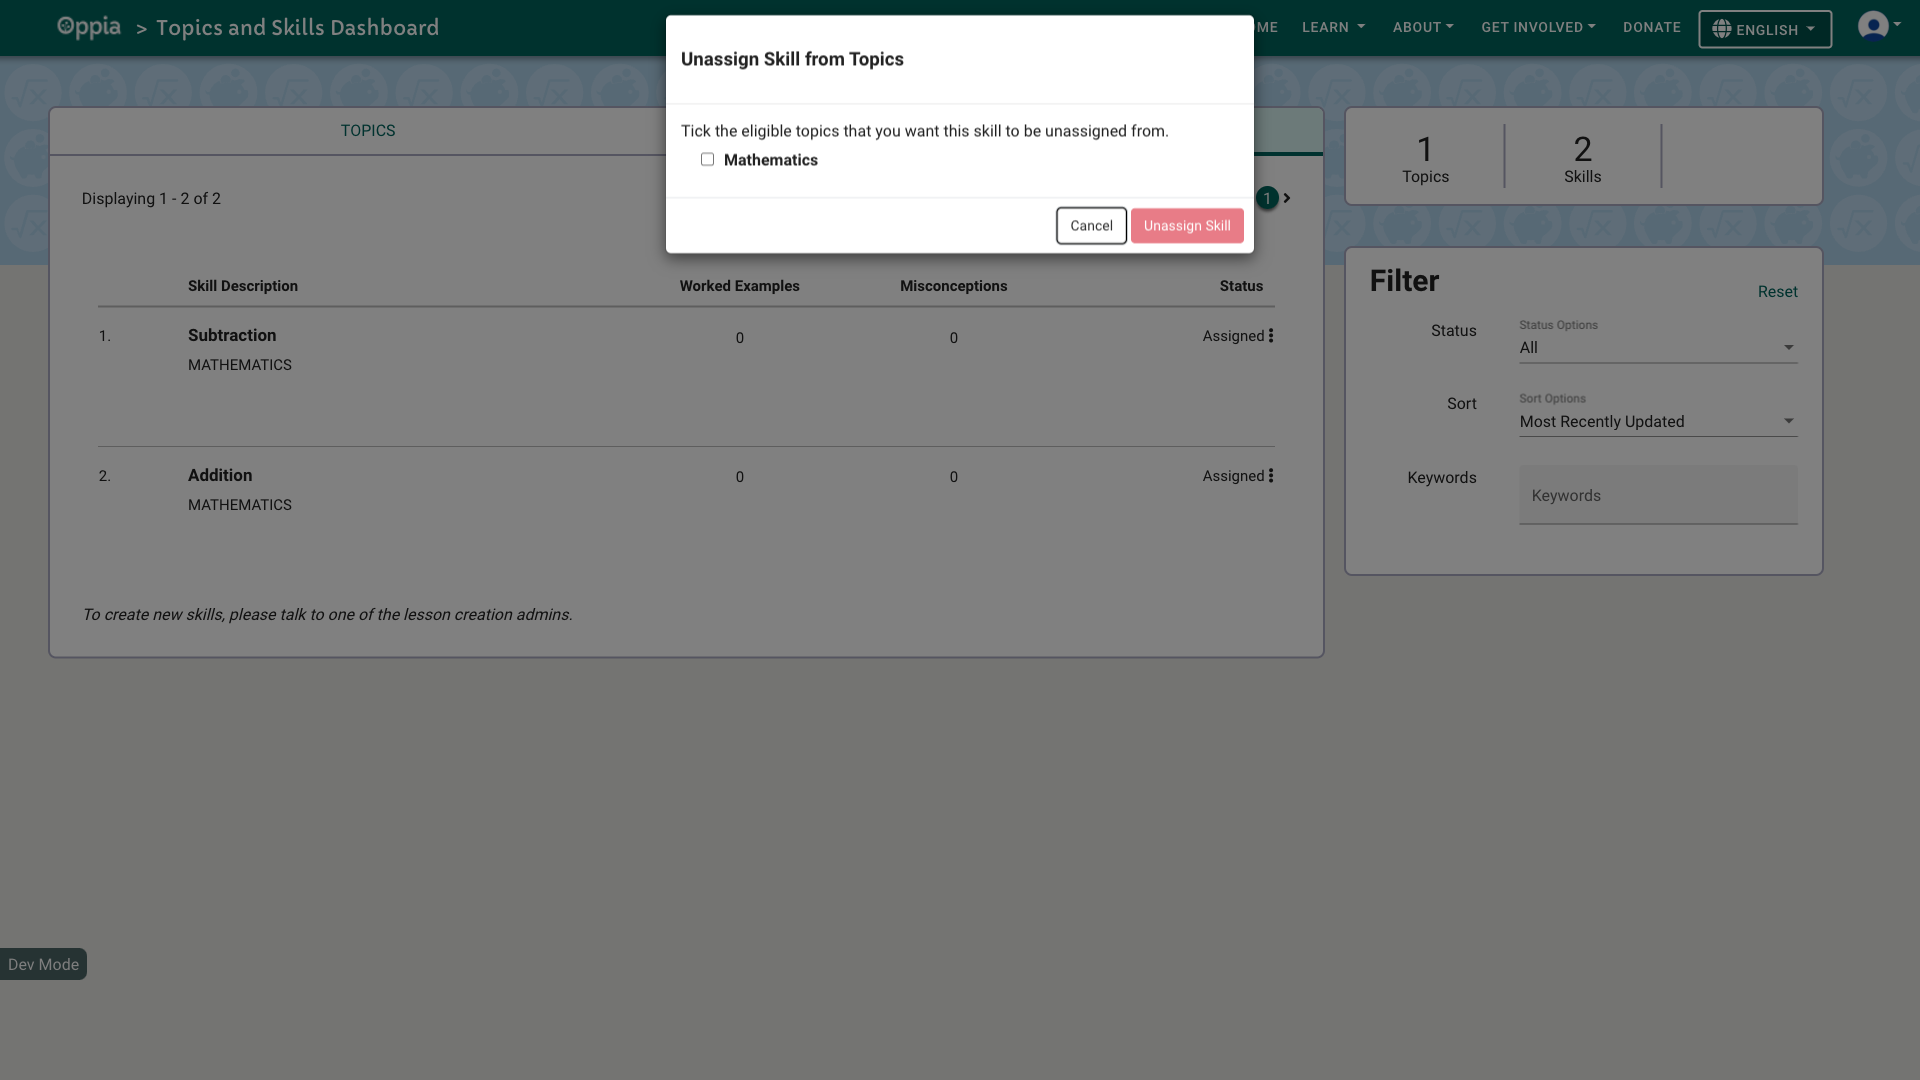 Oppia > Topics and Skills Dashboard
LEARN
ABOUT
GET INVOLVED
DONATE
ENGLISH
Unassign Skill from Topics
Tick the eligible topics that you want this skill to be unassigned from.
Mathematics
Cancel
Unassign Skill
TOPICS
Displaying 1 - 2 of 2
1
Skill Description
Worked Examples
Misconceptions
Status
1.
Subtraction
0
0
Assigned
MATHEMATICS
2.
Addition
0
0
Assigned
MATHEMATICS
To create new skills, please talk to one of the lesson creation admins.
1
Topics
2
Skills
Filter
Reset
Status
Status Options
All
Sort
Sort Options
Most Recently Updated
Keywords
Keywords
Dev Mode